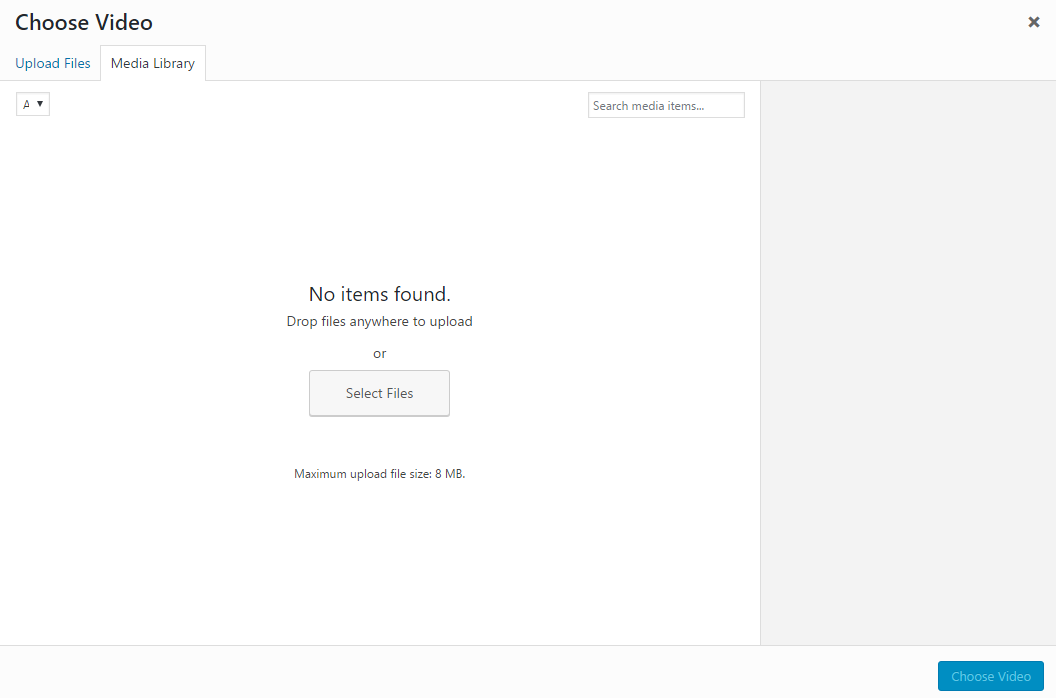 Choose Video
Upload Files
Media Library
A
Search media items...
No items found.
Drop files anywhere to upload
or
Select Files
Maximum upload file size: 8 MB.
Choose Video